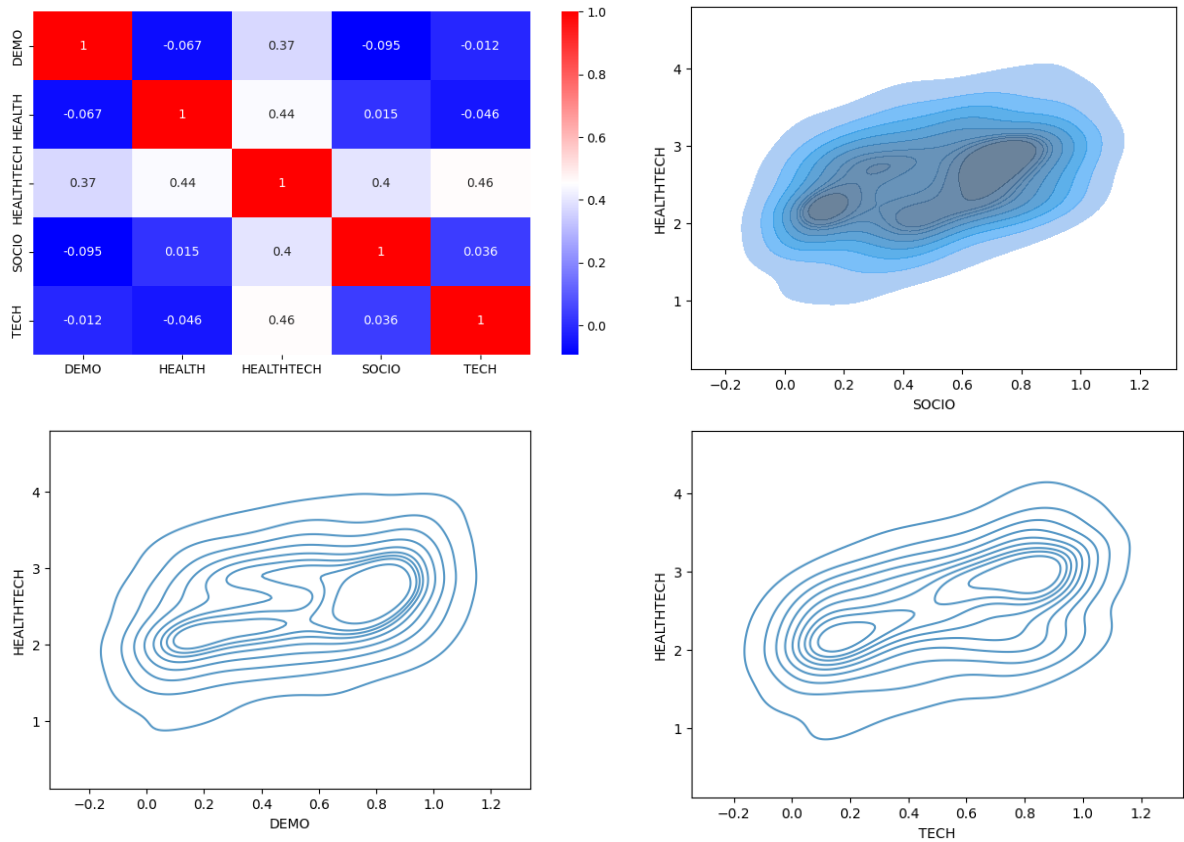 DEMO 1 -0.067 0.37 -0.095 -0.012
HEALTH -0.067 1 0.44 0.015 -0.046
HEALTHTECH 0.37 0.44 1 0.4 0.46
SOCIO -0.095 0.015 0.4 1 0.036
TECH -0.012 -0.046 0.46 0.036 1
DEMO HEALTH HEALTHTECH SOCIO TECH
1.0
0.8
0.6
0.4
0.2
0.0
HEALTHTECH
4
3
2
1
−0.2 0.0 0.2 0.4 0.6 0.8 1.0 1.2
SOCIO
HEALTHTECH
4
3
2
1
−0.2 0.0 0.2 0.4 0.6 0.8 1.0 1.2
DEMO
HEALTHTECH
4
3
2
1
−0.2 0.0 0.2 0.4 0.6 0.8 1.0 1.2
TECH